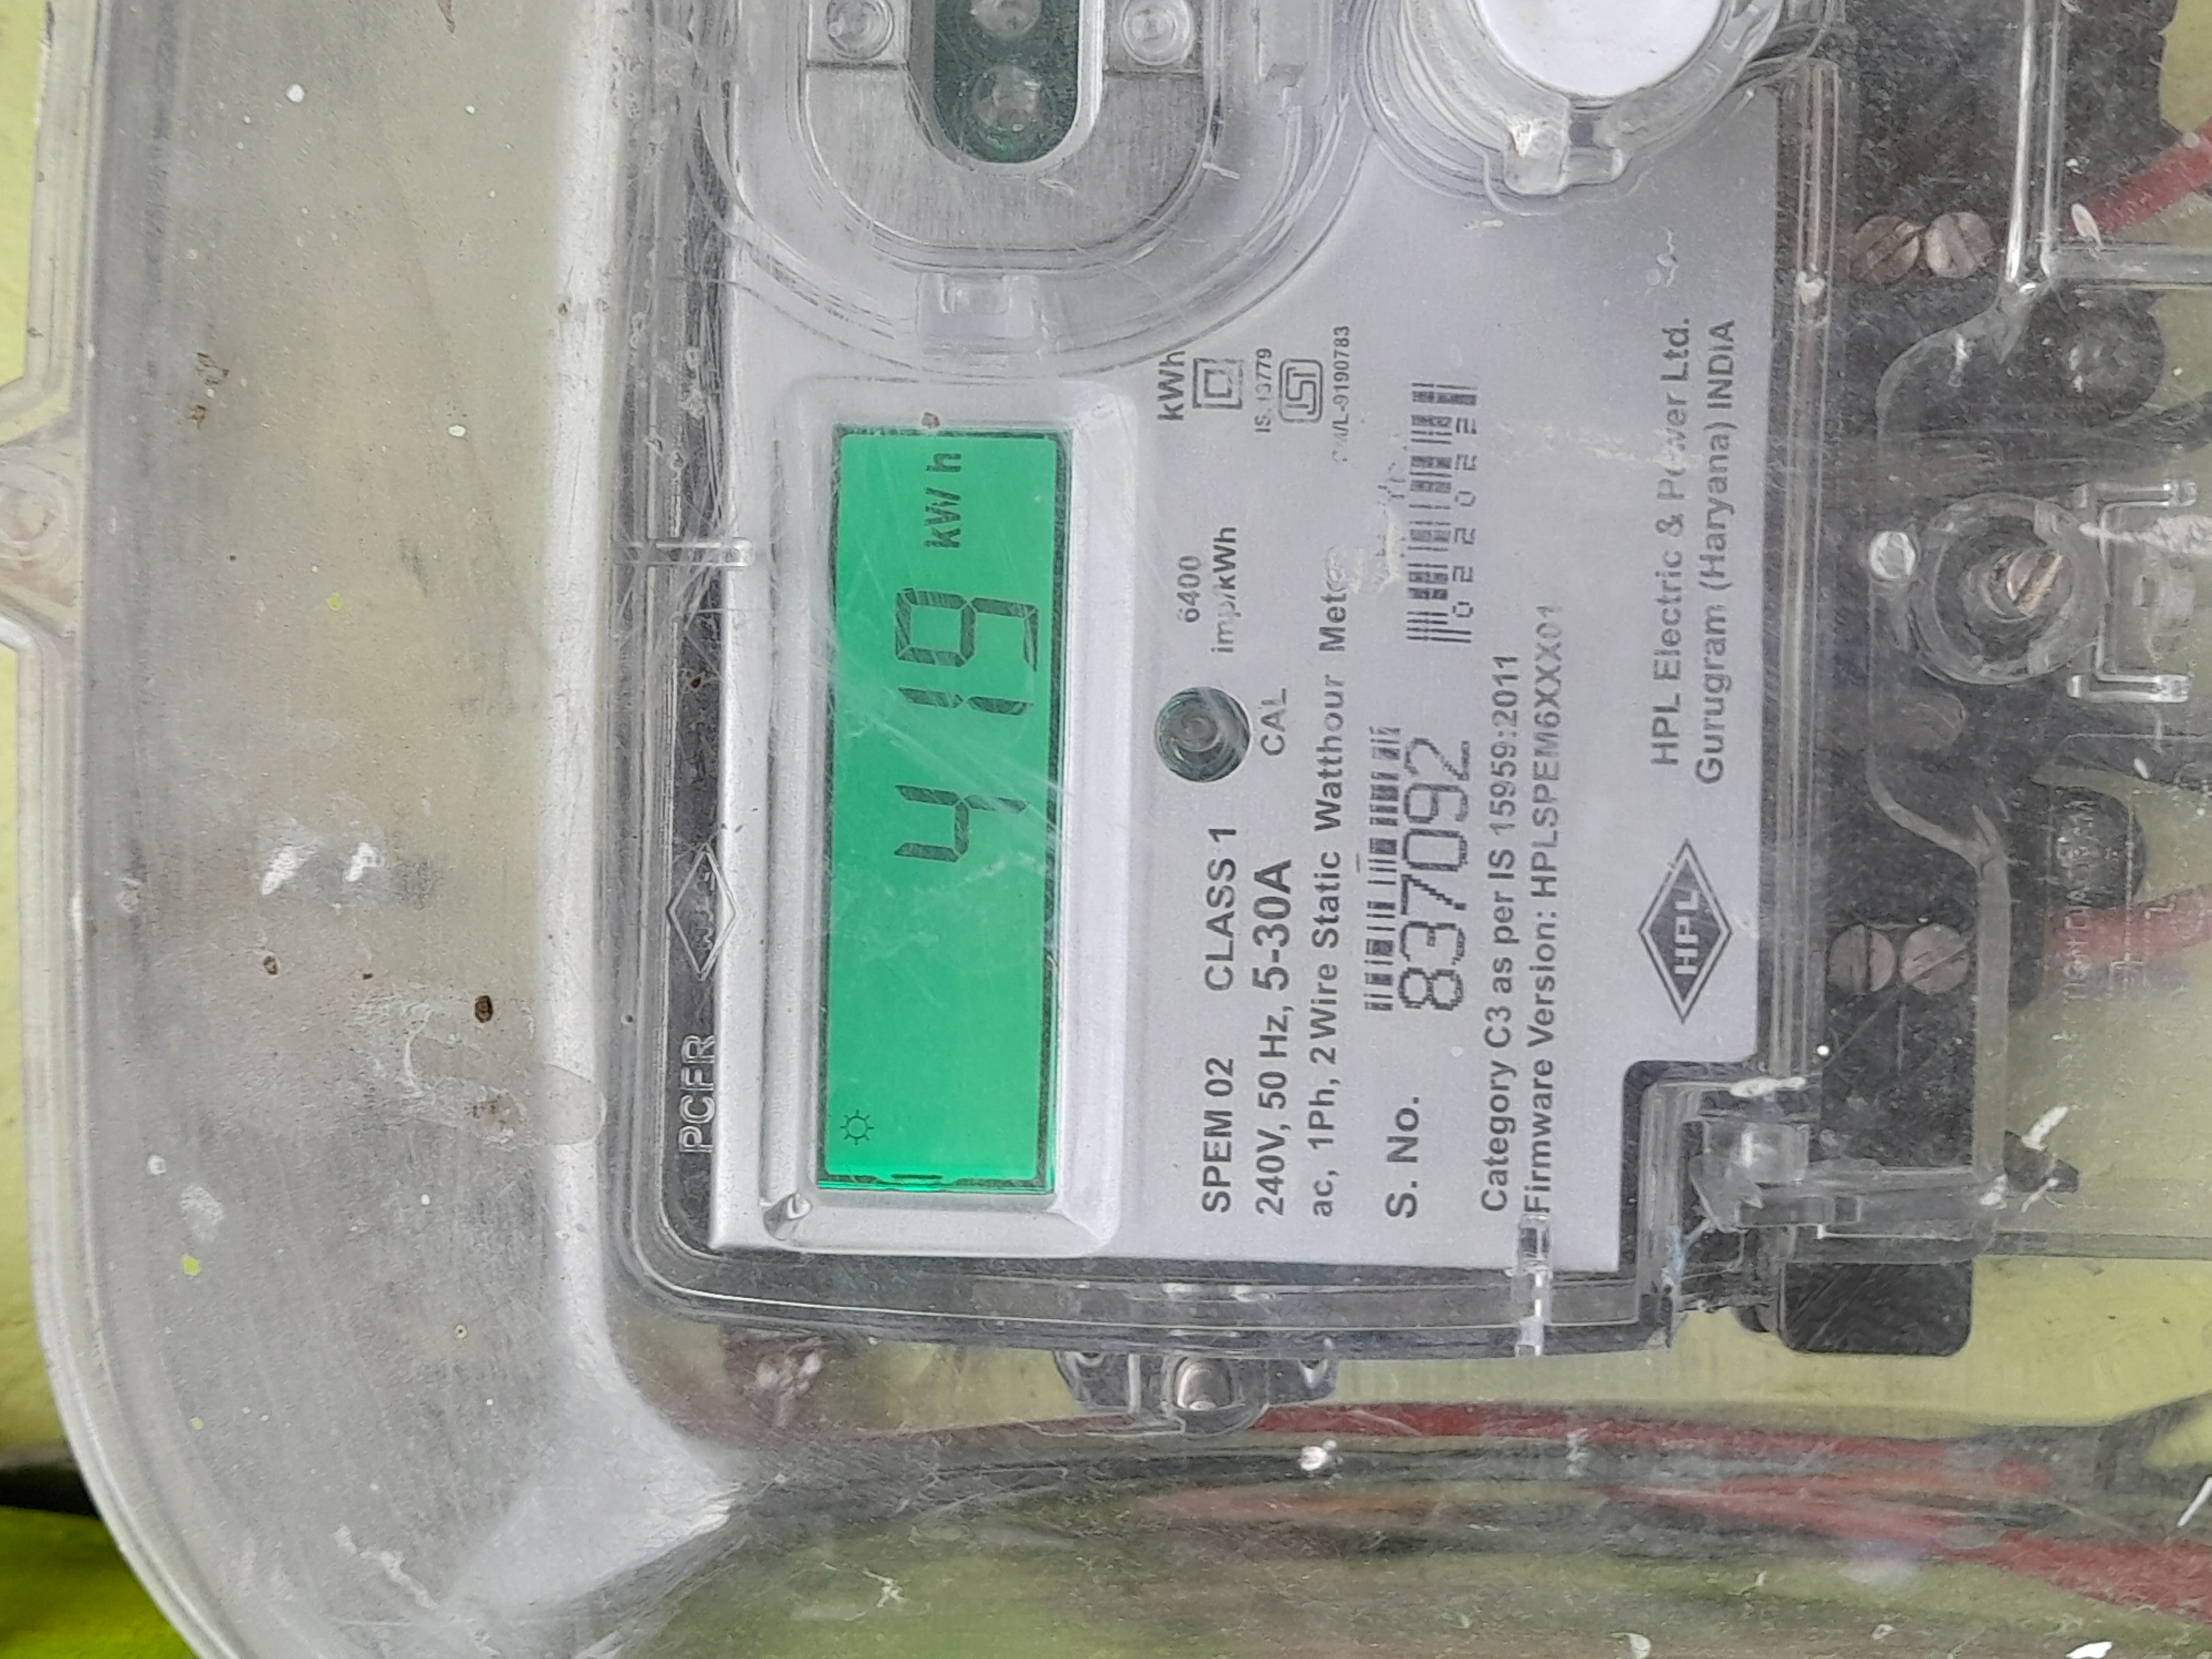 PCFR
419 kWh
kWh
6400
imp/kWh
CAL
SPEM 02 CLASS 1
240V, 50 Hz, 5-30A
ac, 1Ph, 2 Wire Static Watthour Meter
S. No. 837092
022022
Category C3 as per IS 15959:2011
Firmware Version: HPLSPEM6XXXX01
HPL
HPL Electric & Power Ltd.
Gurugram (Haryana) INDIA